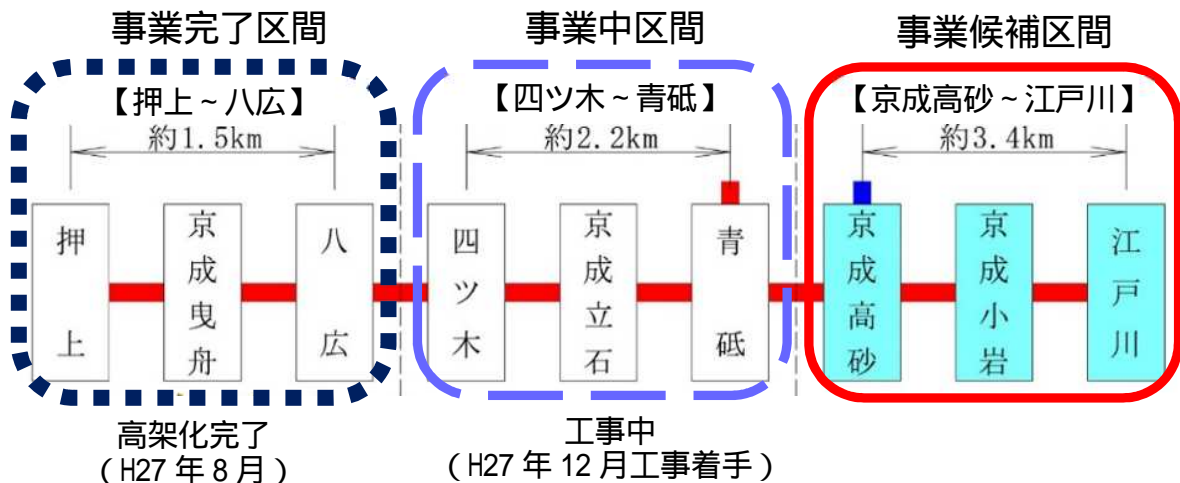 事業完了区間
【押上～八広】
約1.5km
押上
京成曳舟
八広
高架化完了
（H27年8月）
事業中区間
【四ツ木～青砥】
約2.2km
四ツ木
京成立石
青砥
工事中
（H27年12月工事着手）
事業候補区間
【京成高砂～江戸川】
約3.4km
京成高砂
京成小岩
江戸川